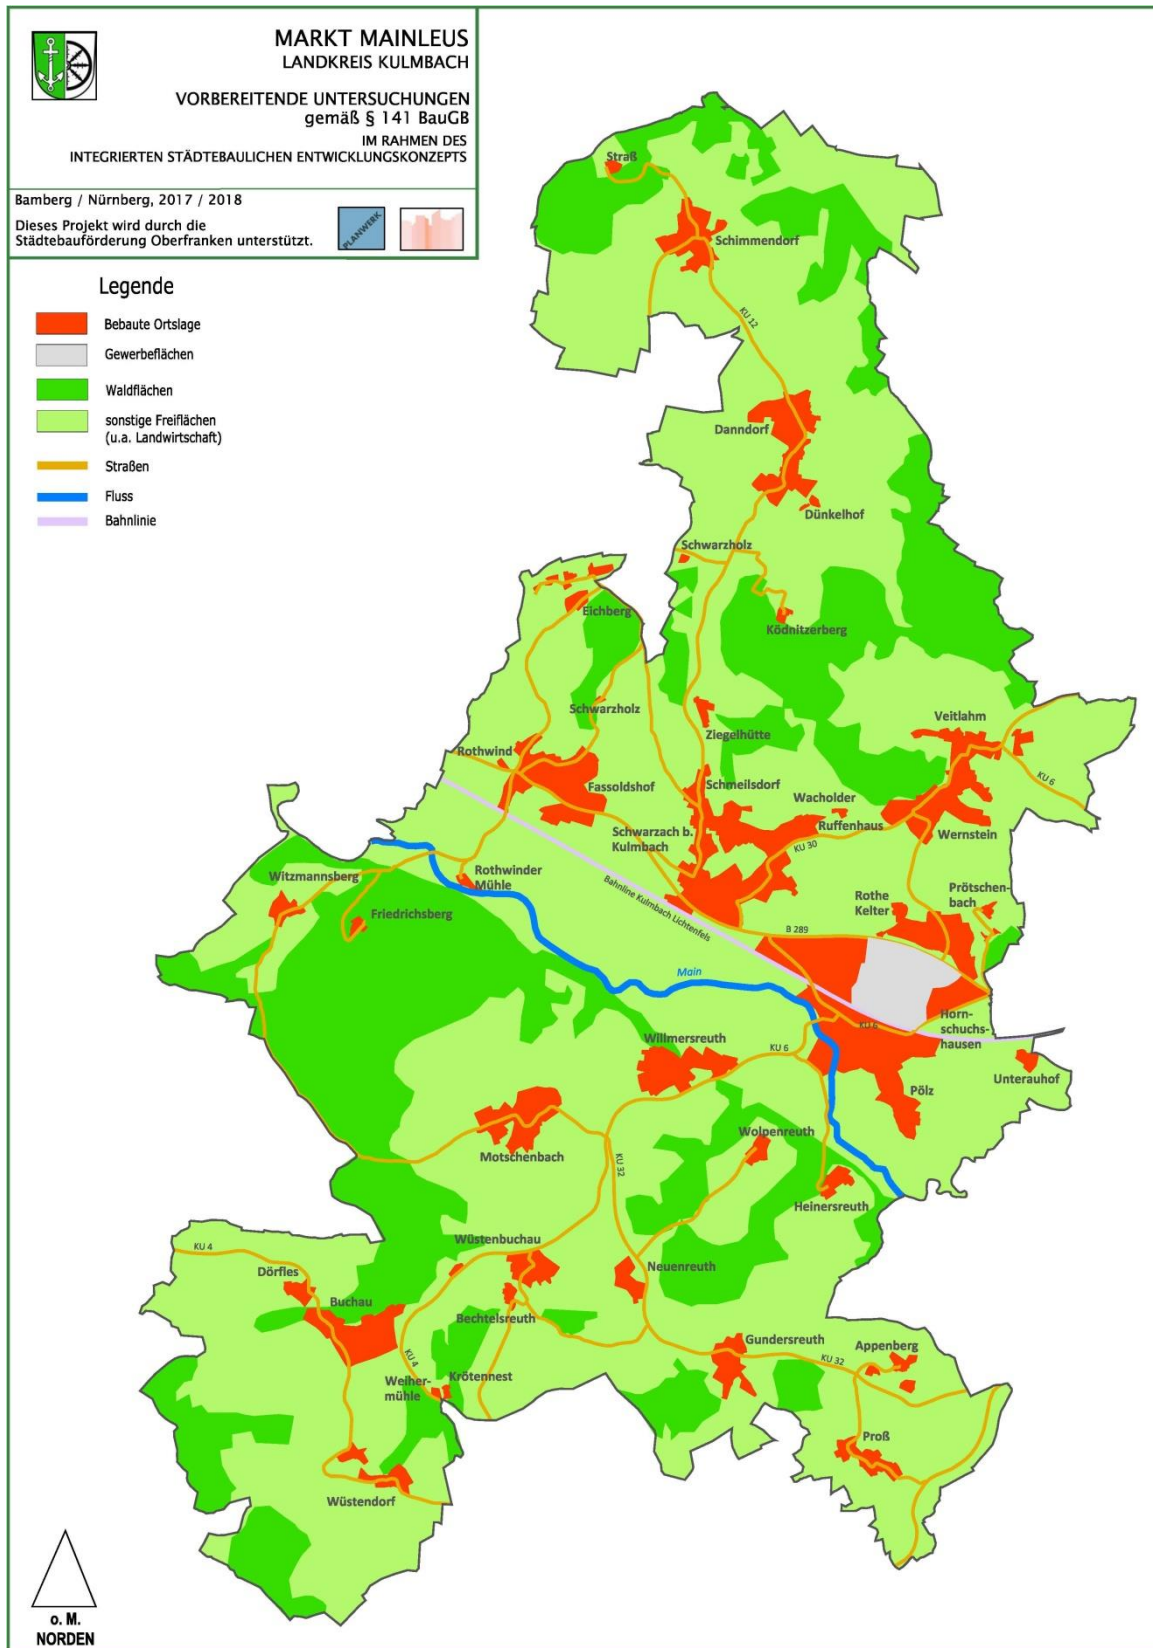 MARKT MAINLEUS
LANDKREIS KULMBACH
VORBEREITENDE UNTERSUCHUNGEN
gemäß § 141 BauGB
IM RAHMEN DES
INTEGRIERTEN STÄDTEBAULICHEN ENTWICKLUNGSKONZEPTS
Bamberg / Nürnberg, 2017 / 2018
Dieses Projekt wird durch die
Städtebauförderung Oberfranken unterstützt.
PLANWERK
Legende
Bebaute Ortslage
Gewerbeflächen
Waldflächen
sonstige Freiflächen
(u.a. Landwirtschaft)
Straßen
Fluss
Bahnlinie
Straß
Schimmendorf
KU 12
Danndorf
Dünkelhof
Schwarzholz
Eichberg
Ködnitzerberg
Schwarzholz
Ziegelhütte
Veitlahm
Rothwind
KU 6
Fassoldshof
Schmeilsdorf
Wacholder
Ruffenhaus
Schwarzach b.
Kulmbach
Wernstein
KU 30
Rothwinder
Mühle
Witzmannsberg
Friedrichsberg
Bahnline Kulmbach Lichtenfels
Rothe
Kelter
Prötschen-
bach
B 289
Main
Horn-
schuchs-
hausen
KU 6
Willmersreuth
KU 6
Unterauhof
Pölz
Wolpenreuth
Motschenbach
KU 32
Heinersreuth
Wüstenbuchau
KU 4
Dörfles
Neuenreuth
Buchau
Bechtelsreuth
Gundersreuth
Appenberg
KU 32
KU 4
Weiher-
mühle
Krötennest
Proß
Wüstendorf
o. M.
NORDEN